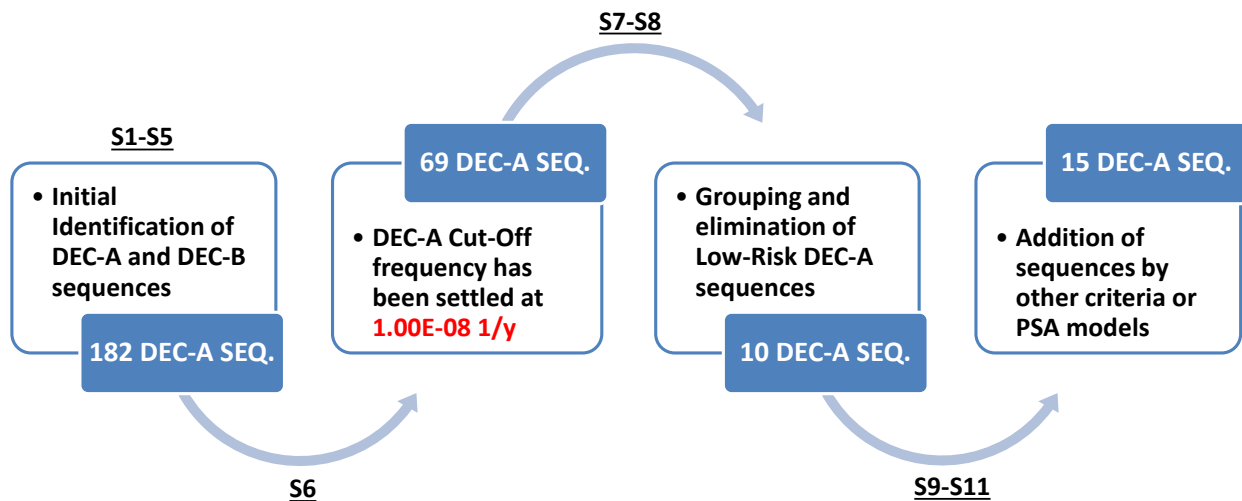 S1-S5
• Initial
Identification of
DEC-A and DEC-B
sequences
182 DEC-A SEQ.
S6
69 DEC-A SEQ.
• DEC-A Cut-Off
frequency has
been settled at
1.00E-08 1/y
S7-S8
• Grouping and
elimination of
Low-Risk DEC-A
sequences
10 DEC-A SEQ.
S9-S11
15 DEC-A SEQ.
• Addition of
sequences by
other criteria or
PSA models